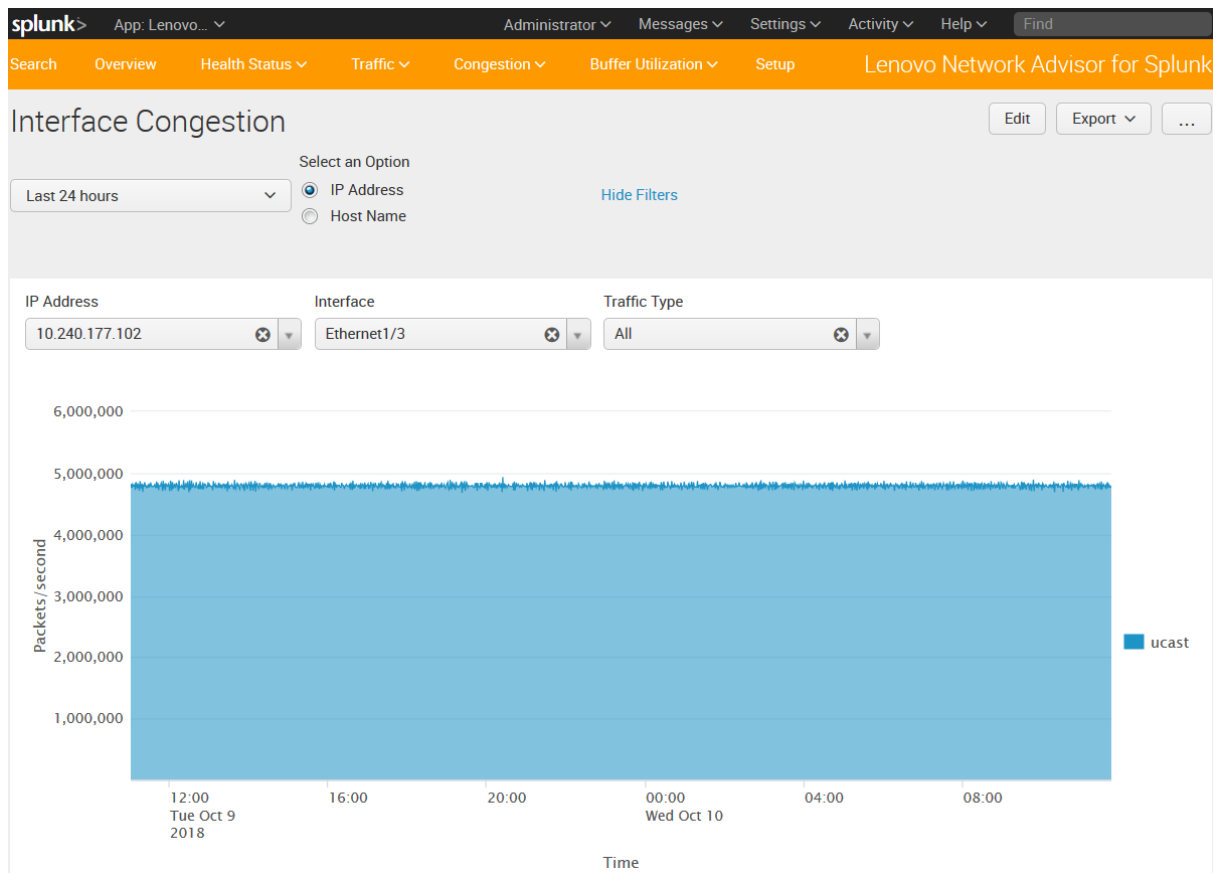 splunk> App: Lenovo... Administrator Messages Settings Activity Help Find
Search Overview Health Status Traffic Congestion Buffer Utilization Setup Lenovo Network Advisor for Splunk
Interface Congestion Edit Export ...
Select an Option
Last 24 hours IP Address Hide Filters
Host Name
IP Address Interface Traffic Type
10.240.177.102 Ethernet1/3 All
6,000,000
5,000,000
4,000,000
3,000,000
2,000,000
1,000,000
Packets/second
ucast
12:00 16:00 20:00 00:00 04:00 08:00
Tue Oct 9 Wed Oct 10
2018
Time